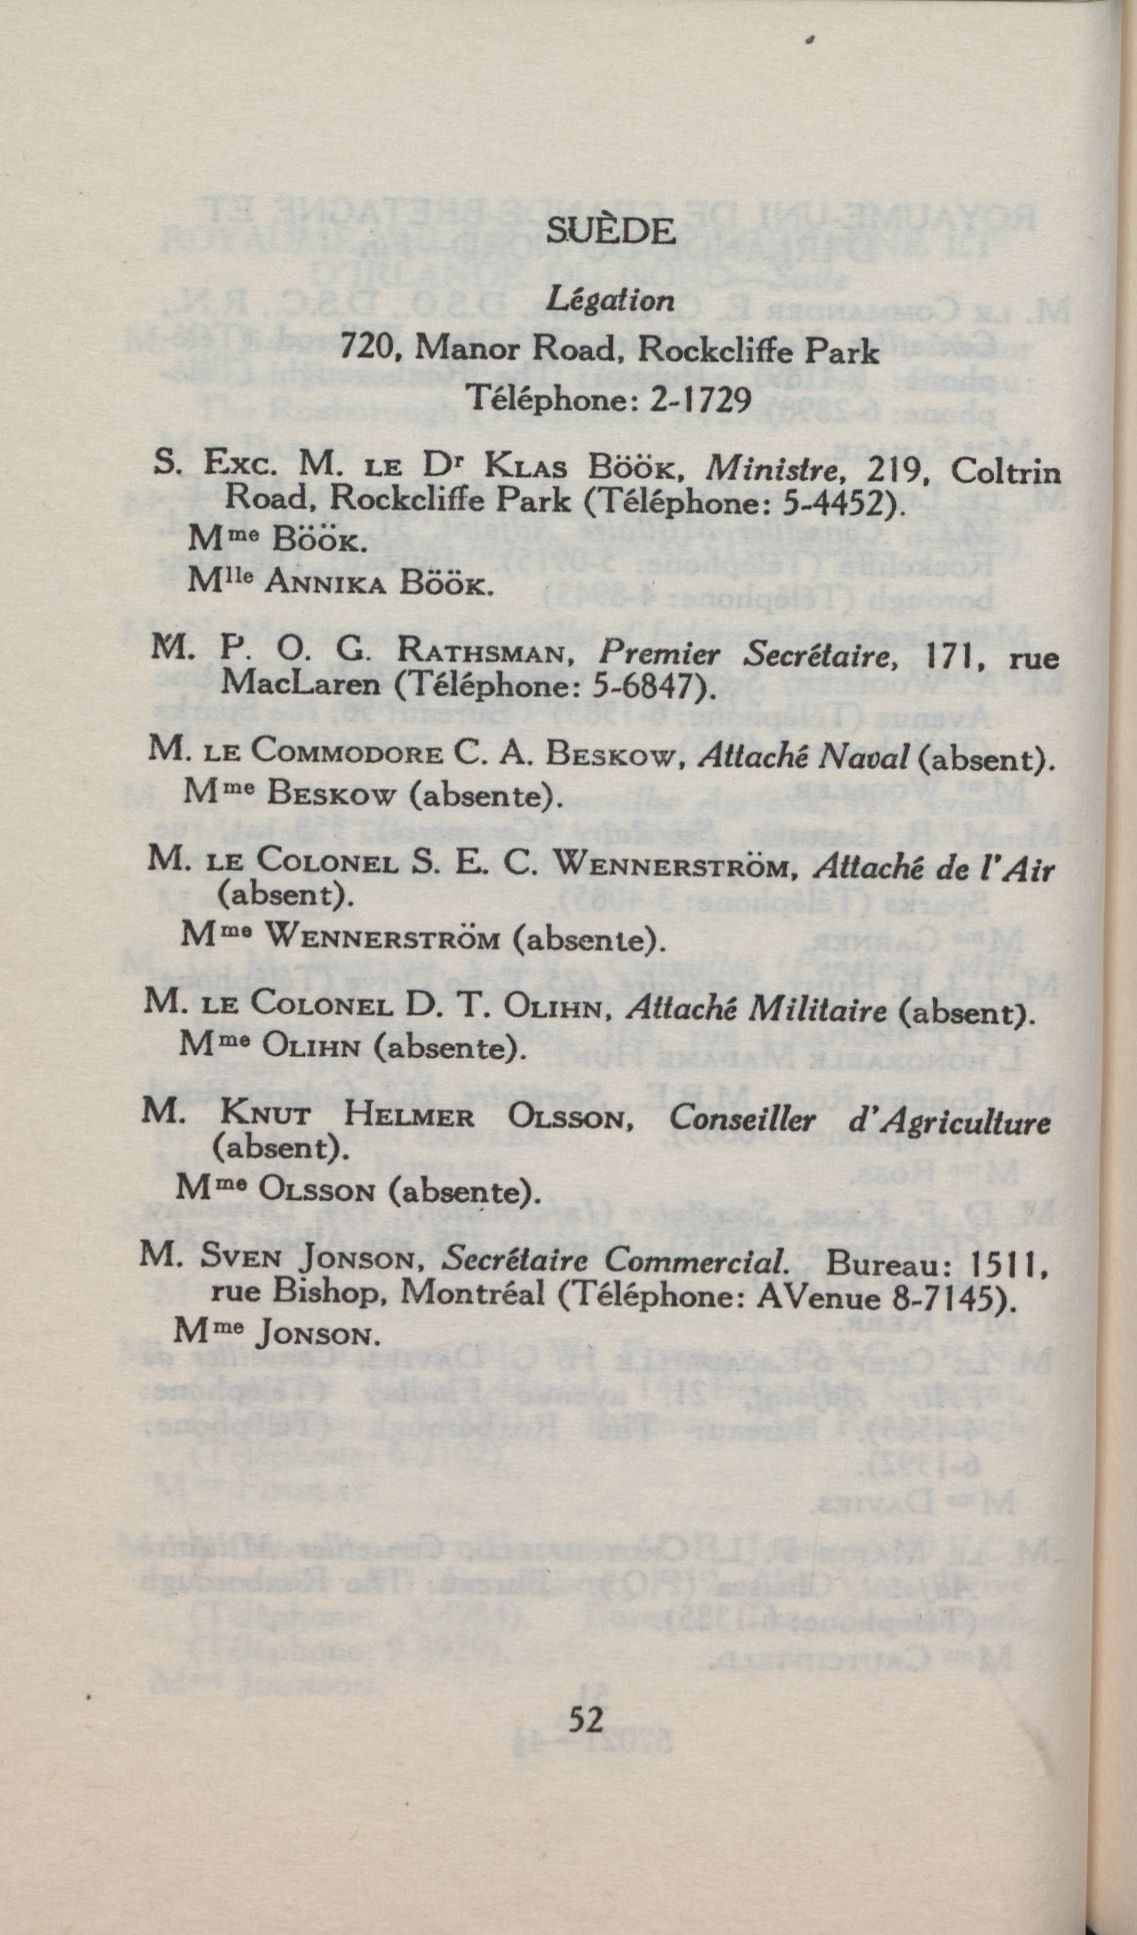 SUÈDE
Légation
720, Manor Road, Rockcliffe Park
Téléphone: 2-1729
S. Exc. M. le Dr Klas Böök, Ministre, 219, Coltrin
Road, Rockcliffe Park (Téléphone: 5-4452).
Mme Böök.
Mlle Annika Böök.
M. P. O. G. Rathsman, Premier Secrétaire, 171, rue
MacLaren (Téléphone: 5-6847).
M. le Commodore C. A. Beskow, Attaché Naval (absent).
Mme Beskow (absente).
M. le Colonel S. E. C. Wennerström, Attaché de l'Air
(absent).
Mme Wennerström (absente).
M. le Colonel D. T. Olihn, Attaché Militaire (absent).
Mme Olihn (absente).
M. Knut Helmer Olsson, Conseiller d'Agriculture
(absent).
Mme Olsson (absente).
M. Sven Jonson, Secrétaire Commercial. Bureau: 1511,
rue Bishop, Montréal (Téléphone: AVenue 8-7145).
Mme Jonson.
52